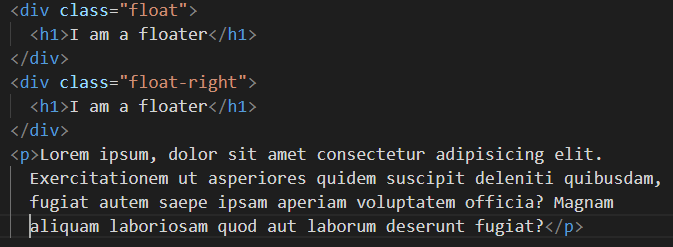 <div class="float">
<h1>I am a floater</h1>
</div>
<div class="float-right">
<h1>I am a floater</h1>
</div>
<p>Lorem ipsum, dolor sit amet consectetur adipisicing elit.
Exercitationem ut asperiores quidem suscipit deleniti quibusdam,
fugiat autem saepe ipsam aperiam voluptatem officia? Magnam
aliquam laboriosam quod aut laborum deserunt fugiat?</p>